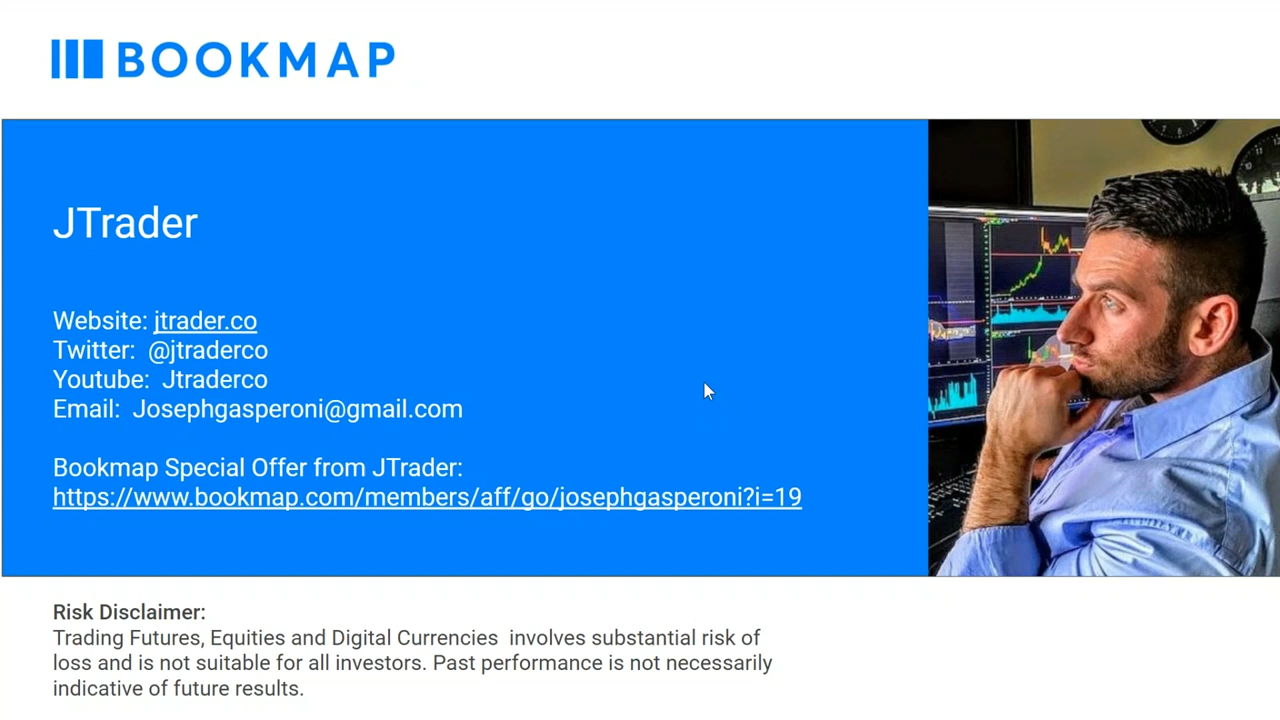 BOOKMAP
JTrader
Website: jtrader.co
Twitter: @jtraderco
Youtube: Jtraderco
Email: Josephgasperoni@gmail.com
Bookmap Special Offer from JTrader:
https://www.bookmap.com/members/aff/go/josephgasperoni?i=19
Risk Disclaimer:
Trading Futures, Equities and Digital Currencies involves substantial risk of
loss and is not suitable for all investors. Past performance is not necessarily
indicative of future results.